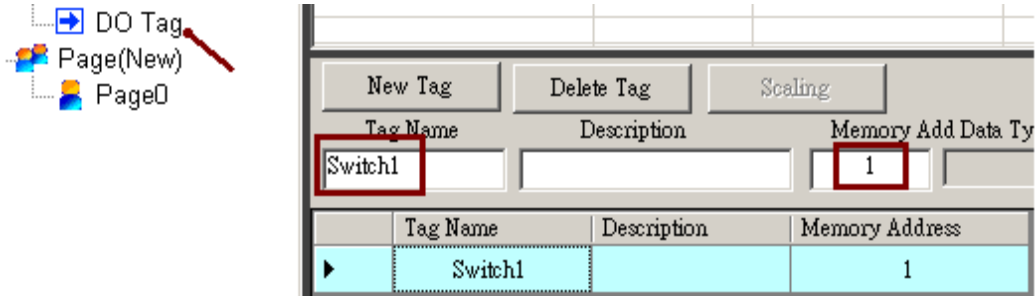 DO Tag
Page(New)
Page0
New Tag Delete Tag Scaling
Tag Name Description Memory Add Data Ty
Switch1 1
Tag Name Description Memory Address
Switch1 1